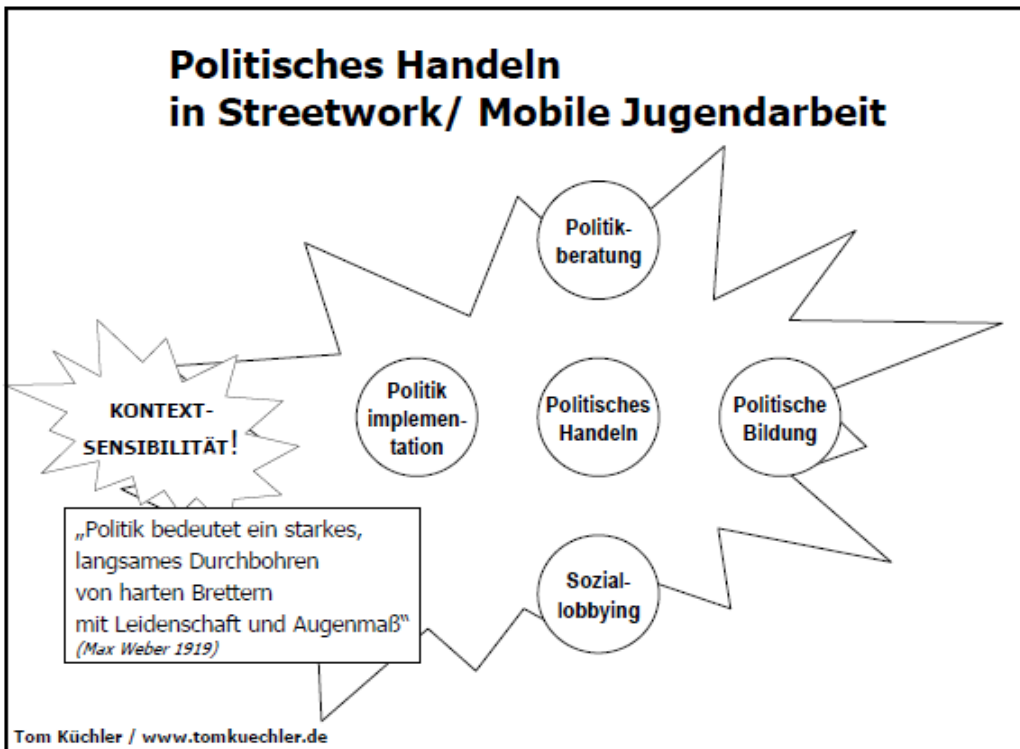 Politisches Handeln
in Streetwork/ Mobile Jugendarbeit
Politik-
beratung
KONTEXT-
SENSIBILITÄT!
Politik
implemen-
tation
Politisches
Handeln
Politische
Bildung
„Politik bedeutet ein starkes,
langsames Durchbohren
von harten Brettern
mit Leidenschaft und Augenmaß“
(Max Weber 1919)
Sozial-
lobbying
Tom Küchler / www.tomkuechler.de